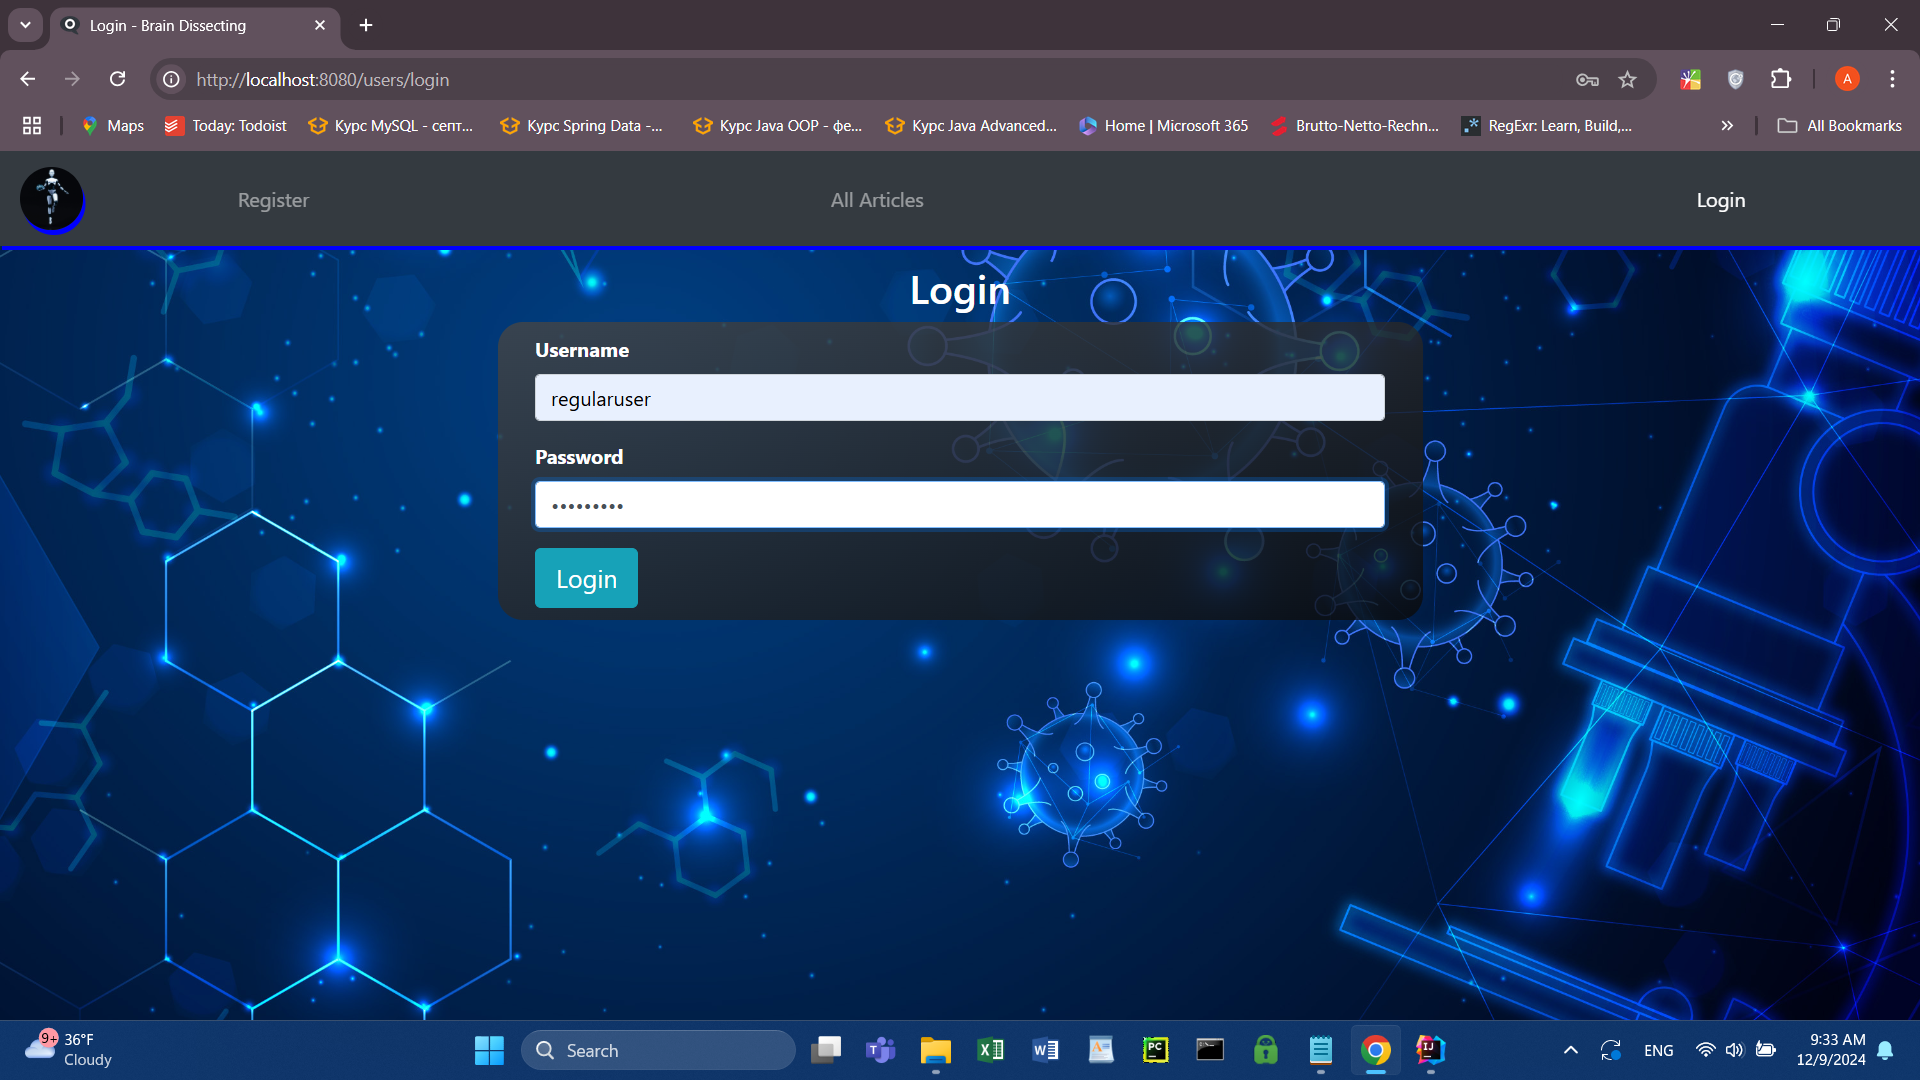 Login - Brain Dissecting
http://localhost:8080/users/login
A
Maps
Today: Todoist
Курс MySQL - септ...
Курс Spring Data -...
Курс Java OOP - фе...
Курс Java Advanced...
Home | Microsoft 365
Brutto-Netto-Rechn...
RegExr: Learn, Build,...
All Bookmarks
Register
All Articles
Login
Login
Username
regularuser
Password
•••••••••
Login
9+
36°F
Cloudy
Search
ENG
9:33 AM
12/9/2024